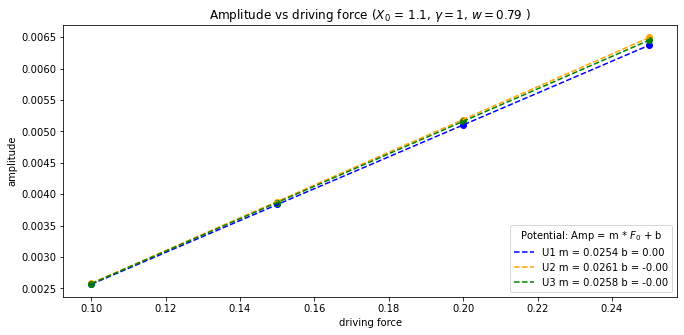 Amplitude vs driving force (X₀ = 1.1, γ = 1, w = 0.79 )
0.0065
0.0060
0.0055
0.0050
0.0045
0.0040
0.0035
0.0030
0.0025
amplitude
Potential: Amp = m * F₀ + b
U1 m = 0.0254 b = 0.00
U2 m = 0.0261 b = -0.00
U3 m = 0.0258 b = -0.00
0.10 0.12 0.14 0.16 0.18 0.20 0.22 0.24
driving force